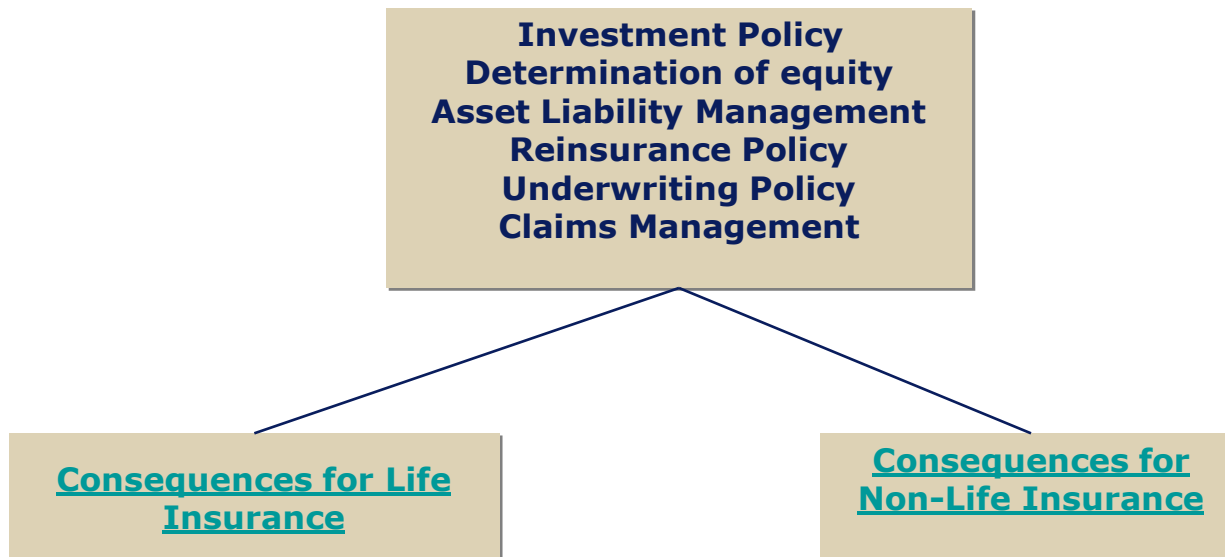 Investment Policy
Determination of equity
Asset Liability Management
Reinsurance Policy
Underwriting Policy
Claims Management
Consequences for Life
Insurance
Consequences for
Non-Life Insurance